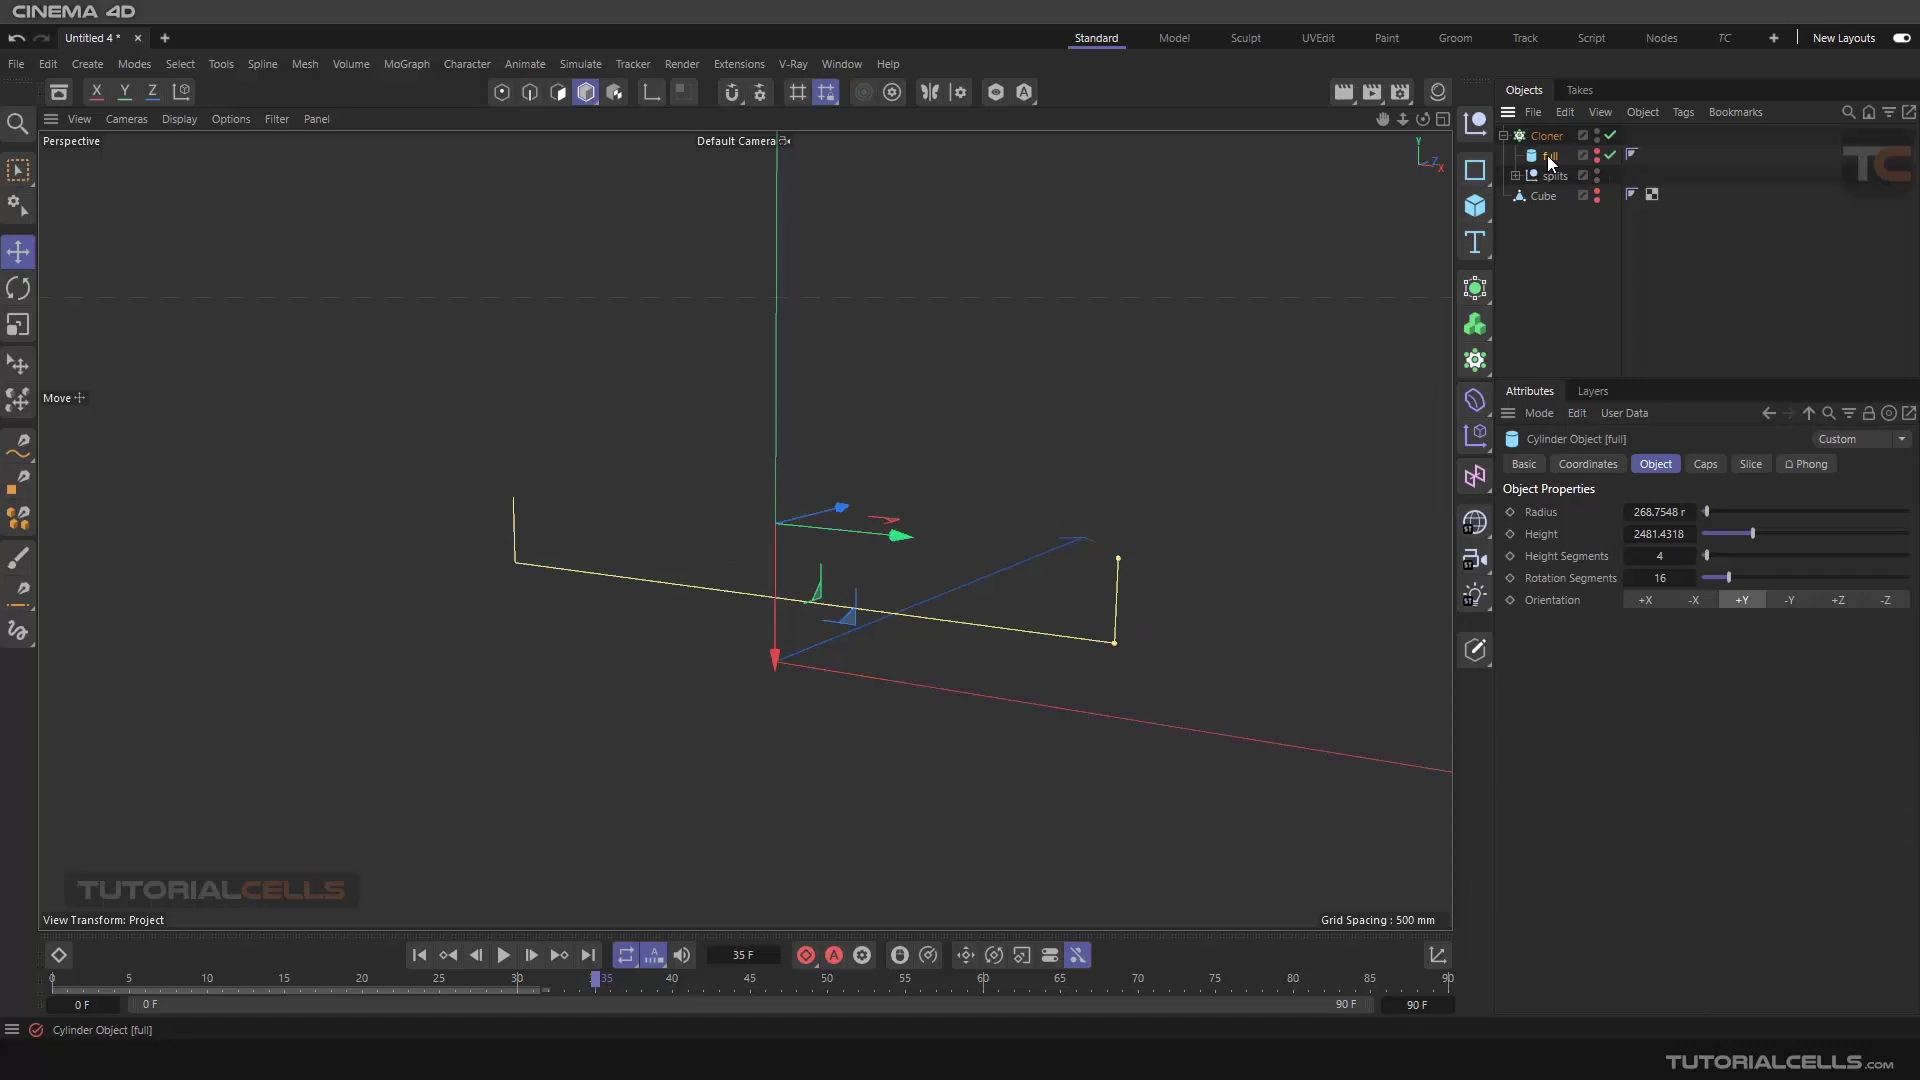 CINEMA 4D
Untitled 4 *
Standard Model Sculpt UVEdit Paint Groom Track Script Nodes TC New Layouts
File Edit Create Modes Select Tools Spline Mesh Volume MoGraph Character Animate Simulate Tracker Render Extensions V-Ray Window Help
X Y Z
Objects Takes
File Edit View Object Tags Bookmarks
View Cameras Display Options Filter Panel
Perspective
Default Camera
Y
Z
X
Cloner
full
splits
Cube
TC
Move
Attributes Layers
Mode Edit User Data
Cylinder Object [full]
Custom
Basic Coordinates Object Caps Slice Phong
Object Properties
Radius 268.7548 r
Height 2481.4318
Height Segments 4
Rotation Segments 16
Orientation +X -X +Y -Y +Z -Z
ST
ST
ST
TUTORIALCELLS
View Transform: Project
Grid Spacing : 500 mm
35 F
0 5 10 15 20 25 30 35 40 45 50 55 60 65 70 75 80 85 90
0 F 0 F 90 F 90 F
Cylinder Object [full]
TUTORIALCELLS.COM